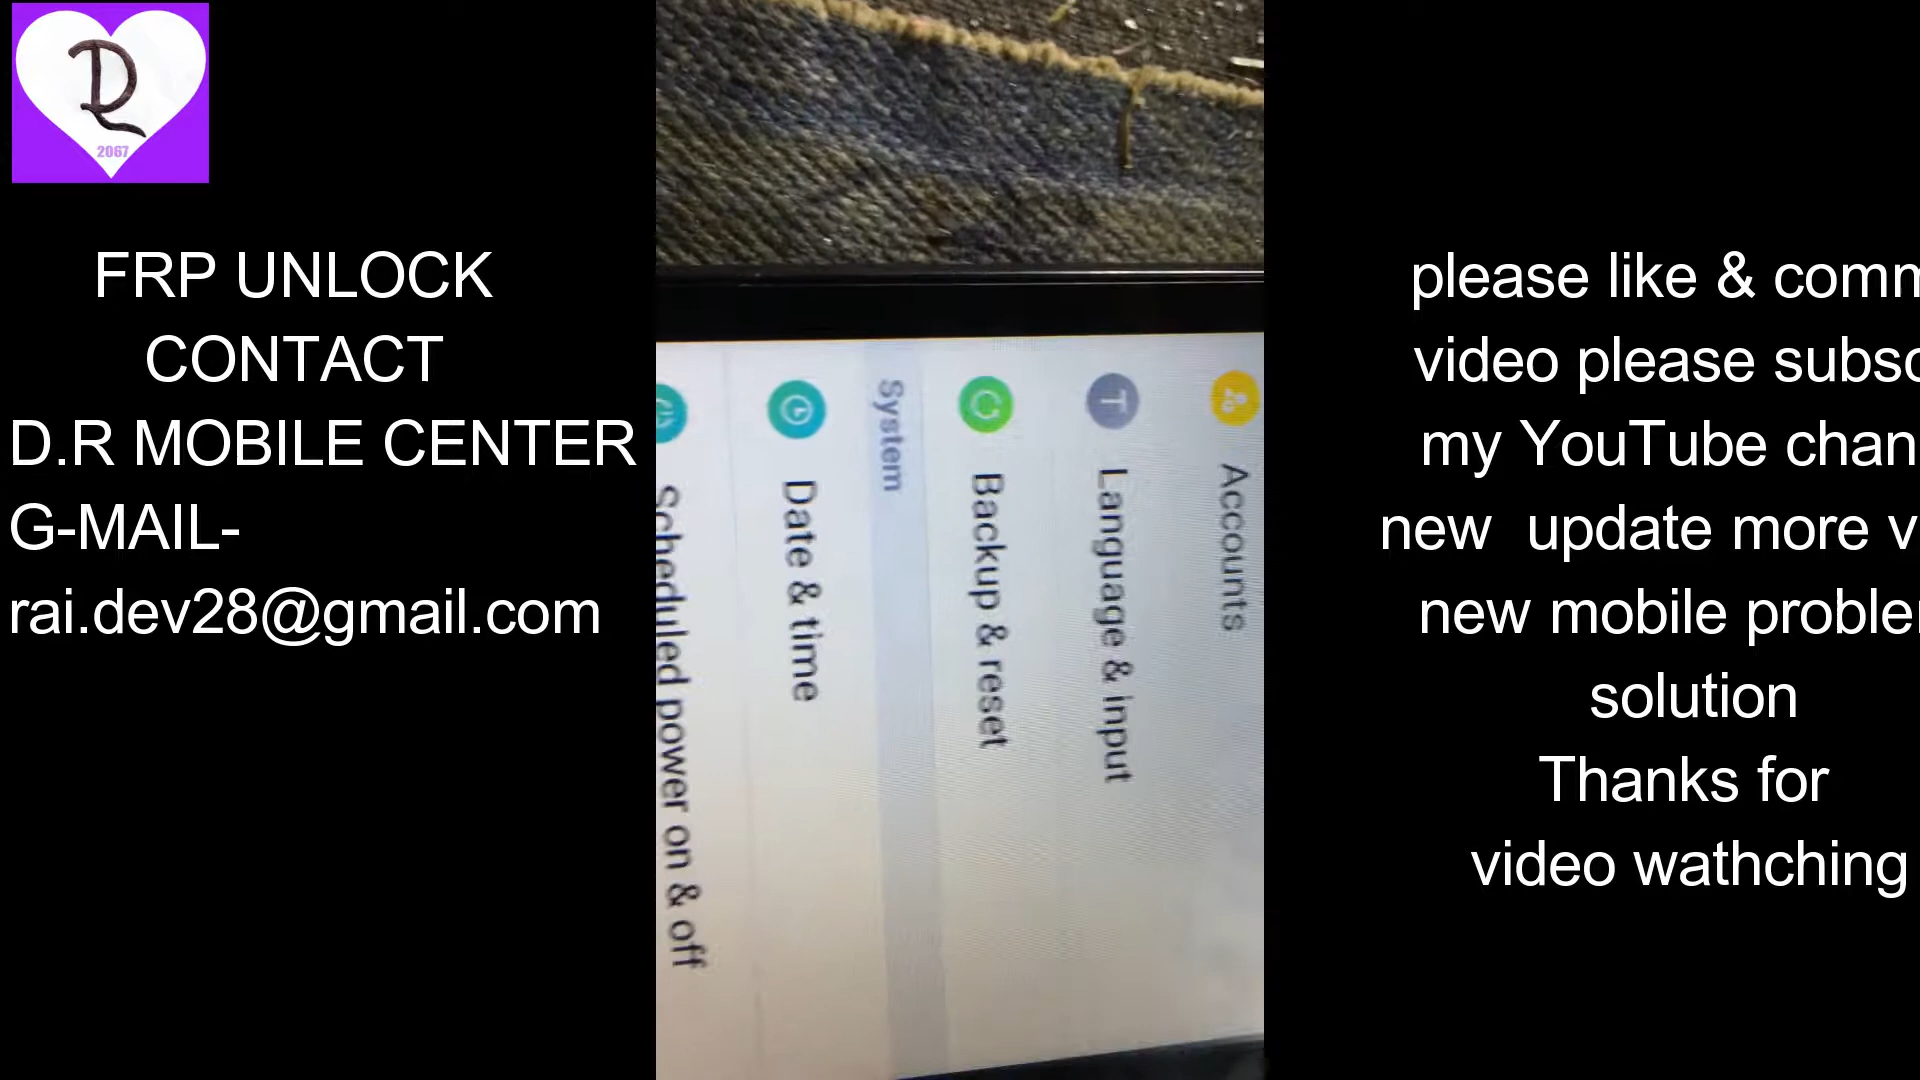 D
2067
FRP UNLOCK
CONTACT
D.R MOBILE CENTER
G-MAIL-
rai.dev28@gmail.com
Accounts
Language & input
Backup & reset
System
Date & time
Scheduled power on & off
please like & comm
video please subsc
my YouTube chan
new  update more v
new mobile proble
solution
Thanks for
video wathching